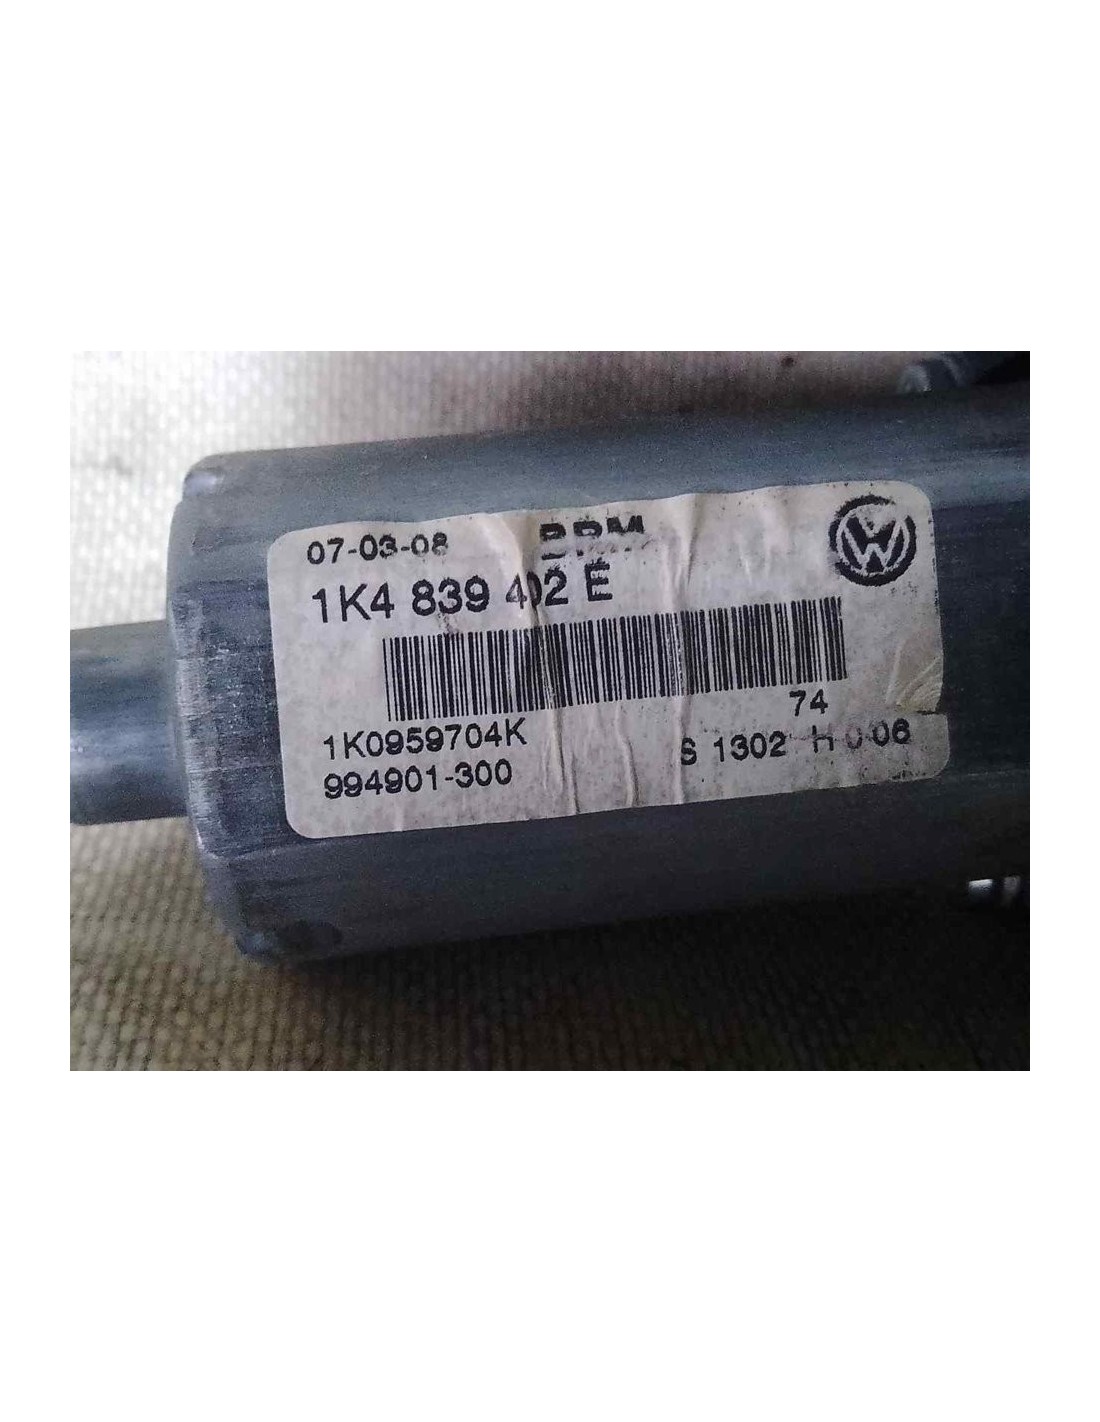 07-03-08
1K4 839 402 E
74
1K0959704K
S 1302 H 0 06
994901-300